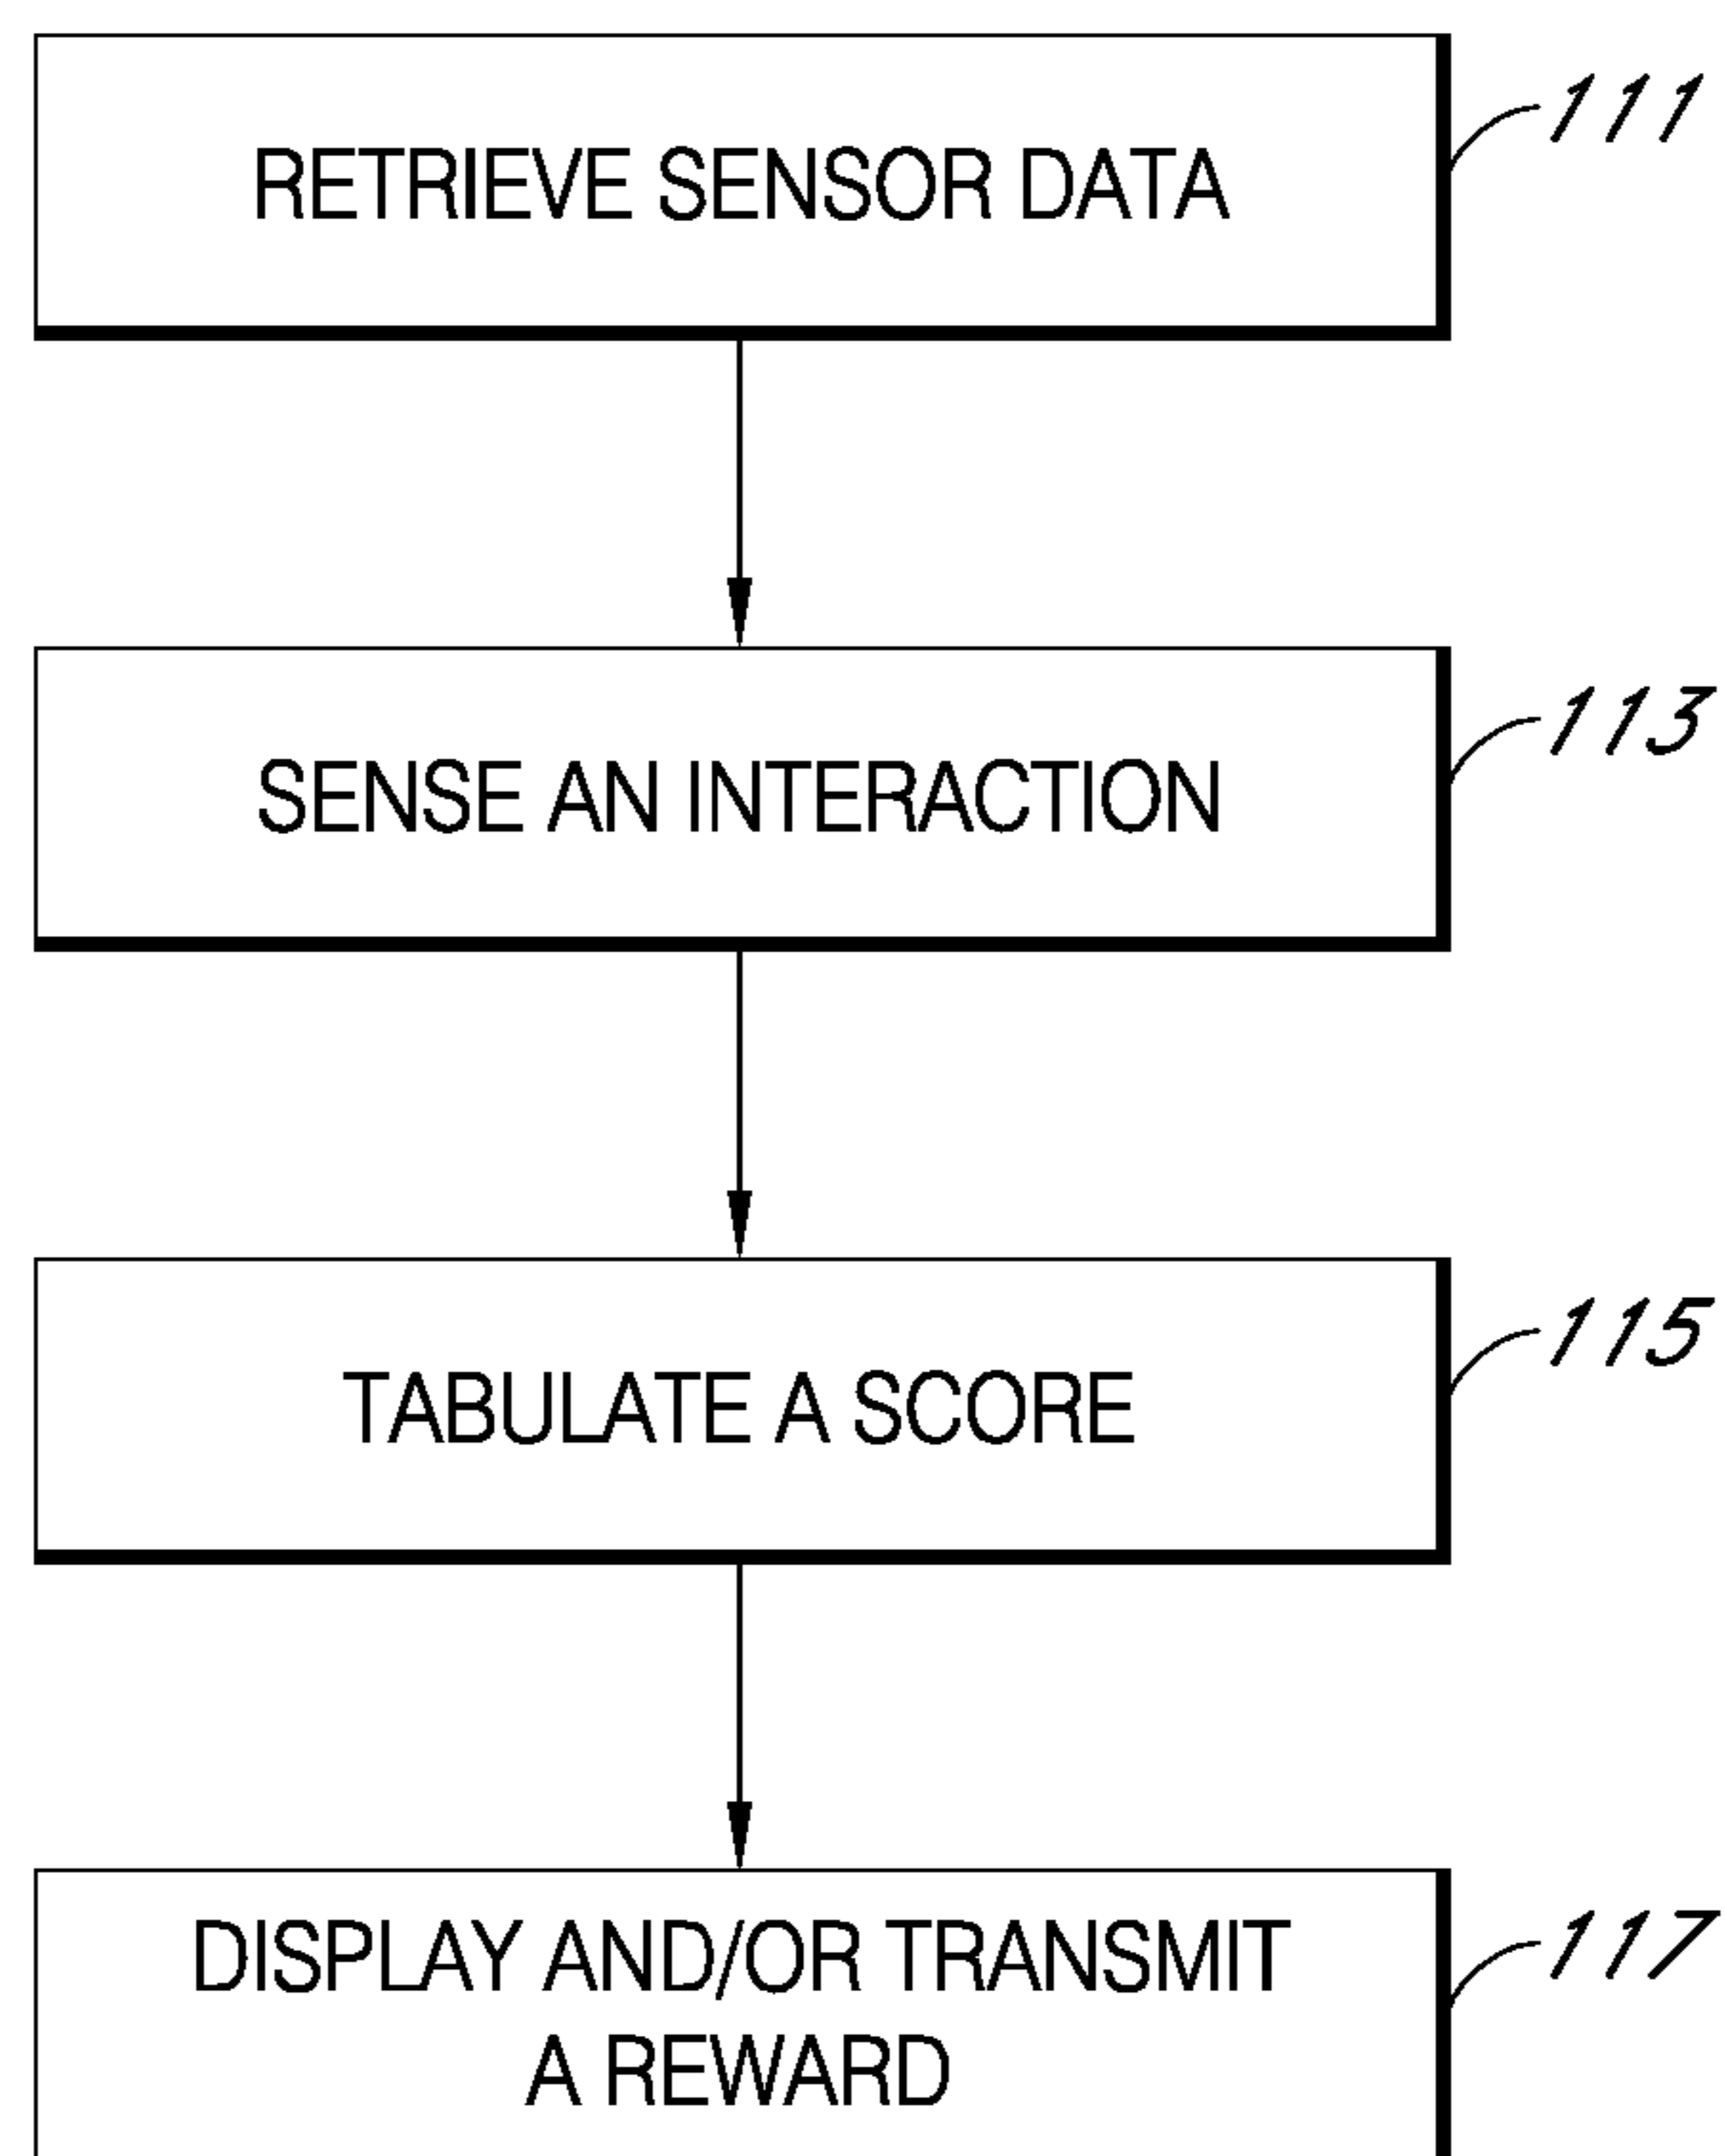 RETRIEVE SENSOR DATA
111
SENSE AN INTERACTION
113
TABULATE A SCORE
115
DISPLAY AND/OR TRANSMIT
A REWARD
117